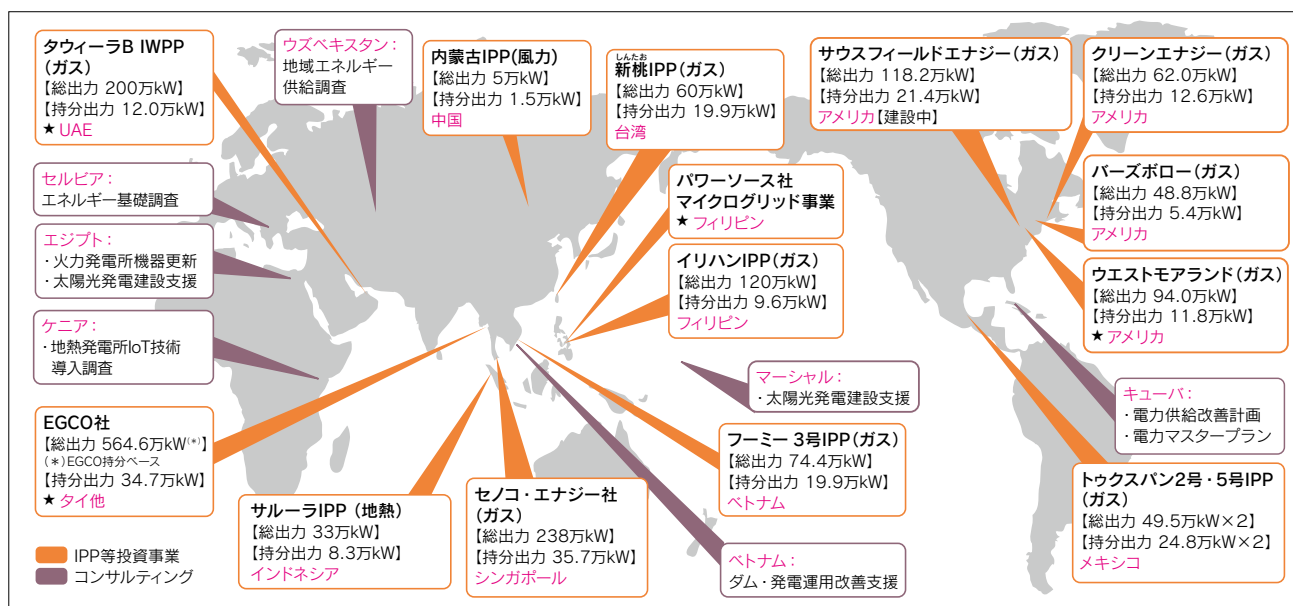 タウィーラB IWPP
(ガス)
【総出力 200万kW】
【持分出力 12.0万kW】
★ UAE
ウズベキスタン：
地域エネルギー
供給調査
内蒙古IPP(風力)
【総出力 5万kW】
【持分出力 1.5万kW】
中国
しんたお
新桃IPP(ガス)
【総出力 60万kW】
【持分出力 19.9万kW】
台湾
サウスフィールドエナジー(ガス)
【総出力 118.2万kW】
【持分出力 21.4万kW】
アメリカ【建設中】
クリーンエナジー(ガス)
【総出力 62.0万kW】
【持分出力 12.6万kW】
アメリカ
セルビア：
エネルギー基礎調査
パワーソース社
マイクログリッド事業
★ フィリピン
バーズボロー(ガス)
【総出力 48.8万kW】
【持分出力 5.4万kW】
アメリカ
エジプト：
・火力発電所機器更新
・太陽光発電建設支援
イリハンIPP(ガス)
【総出力 120万kW】
【持分出力 9.6万kW】
フィリピン
ウエストモアランド(ガス)
【総出力 94.0万kW】
【持分出力 11.8万kW】
★ アメリカ
ケニア：
・地熱発電所IoT技術
導入調査
マーシャル：
・太陽光発電建設支援
キューバ：
・電力供給改善計画
・電力マスタープラン
EGCO社
【総出力 564.6万kW(*)】
(*)EGCO持分ベース
【持分出力 34.7万kW】
★ タイ他
サルーラIPP (地熱)
【総出力 33万kW】
【持分出力 8.3万kW】
インドネシア
セノコ・エナジー社
(ガス)
【総出力 238万kW】
【持分出力 35.7万kW】
シンガポール
フーミー 3号IPP(ガス)
【総出力 74.4万kW】
【持分出力 19.9万kW】
ベトナム
ベトナム：
ダム・発電運用改善支援
トゥクスパン2号・5号IPP
(ガス)
【総出力 49.5万kW×2】
【持分出力 24.8万kW×2】
メキシコ
IPP等投資事業
コンサルティング